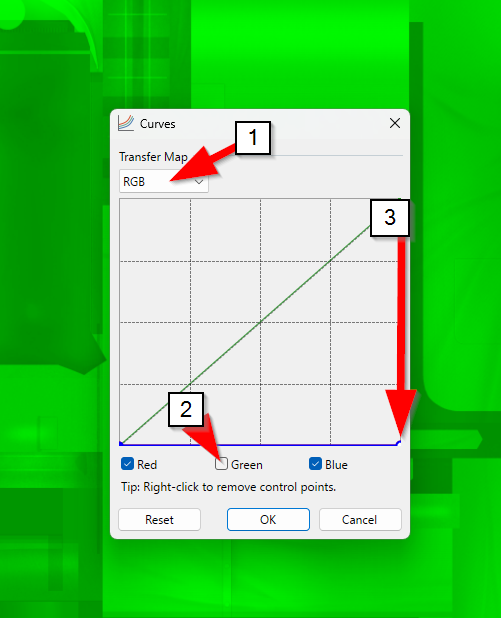 Curves
1
Transfer Map
RGB
3
2
Red Green Blue
Tip: Right-click to remove control points.
Reset OK Cancel